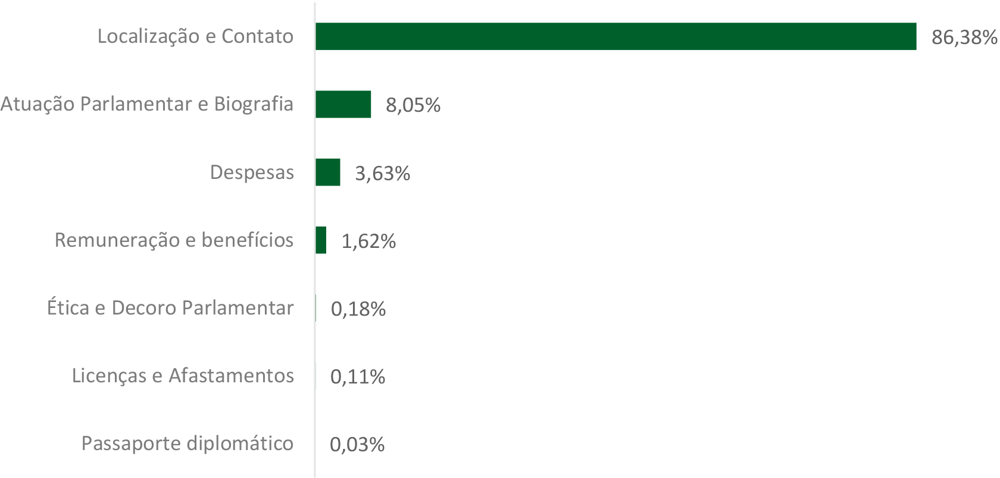 Localização e Contato 86,38%
Atuação Parlamentar e Biografia 8,05%
Despesas 3,63%
Remuneração e benefícios 1,62%
Ética e Decoro Parlamentar 0,18%
Licenças e Afastamentos 0,11%
Passaporte diplomático 0,03%